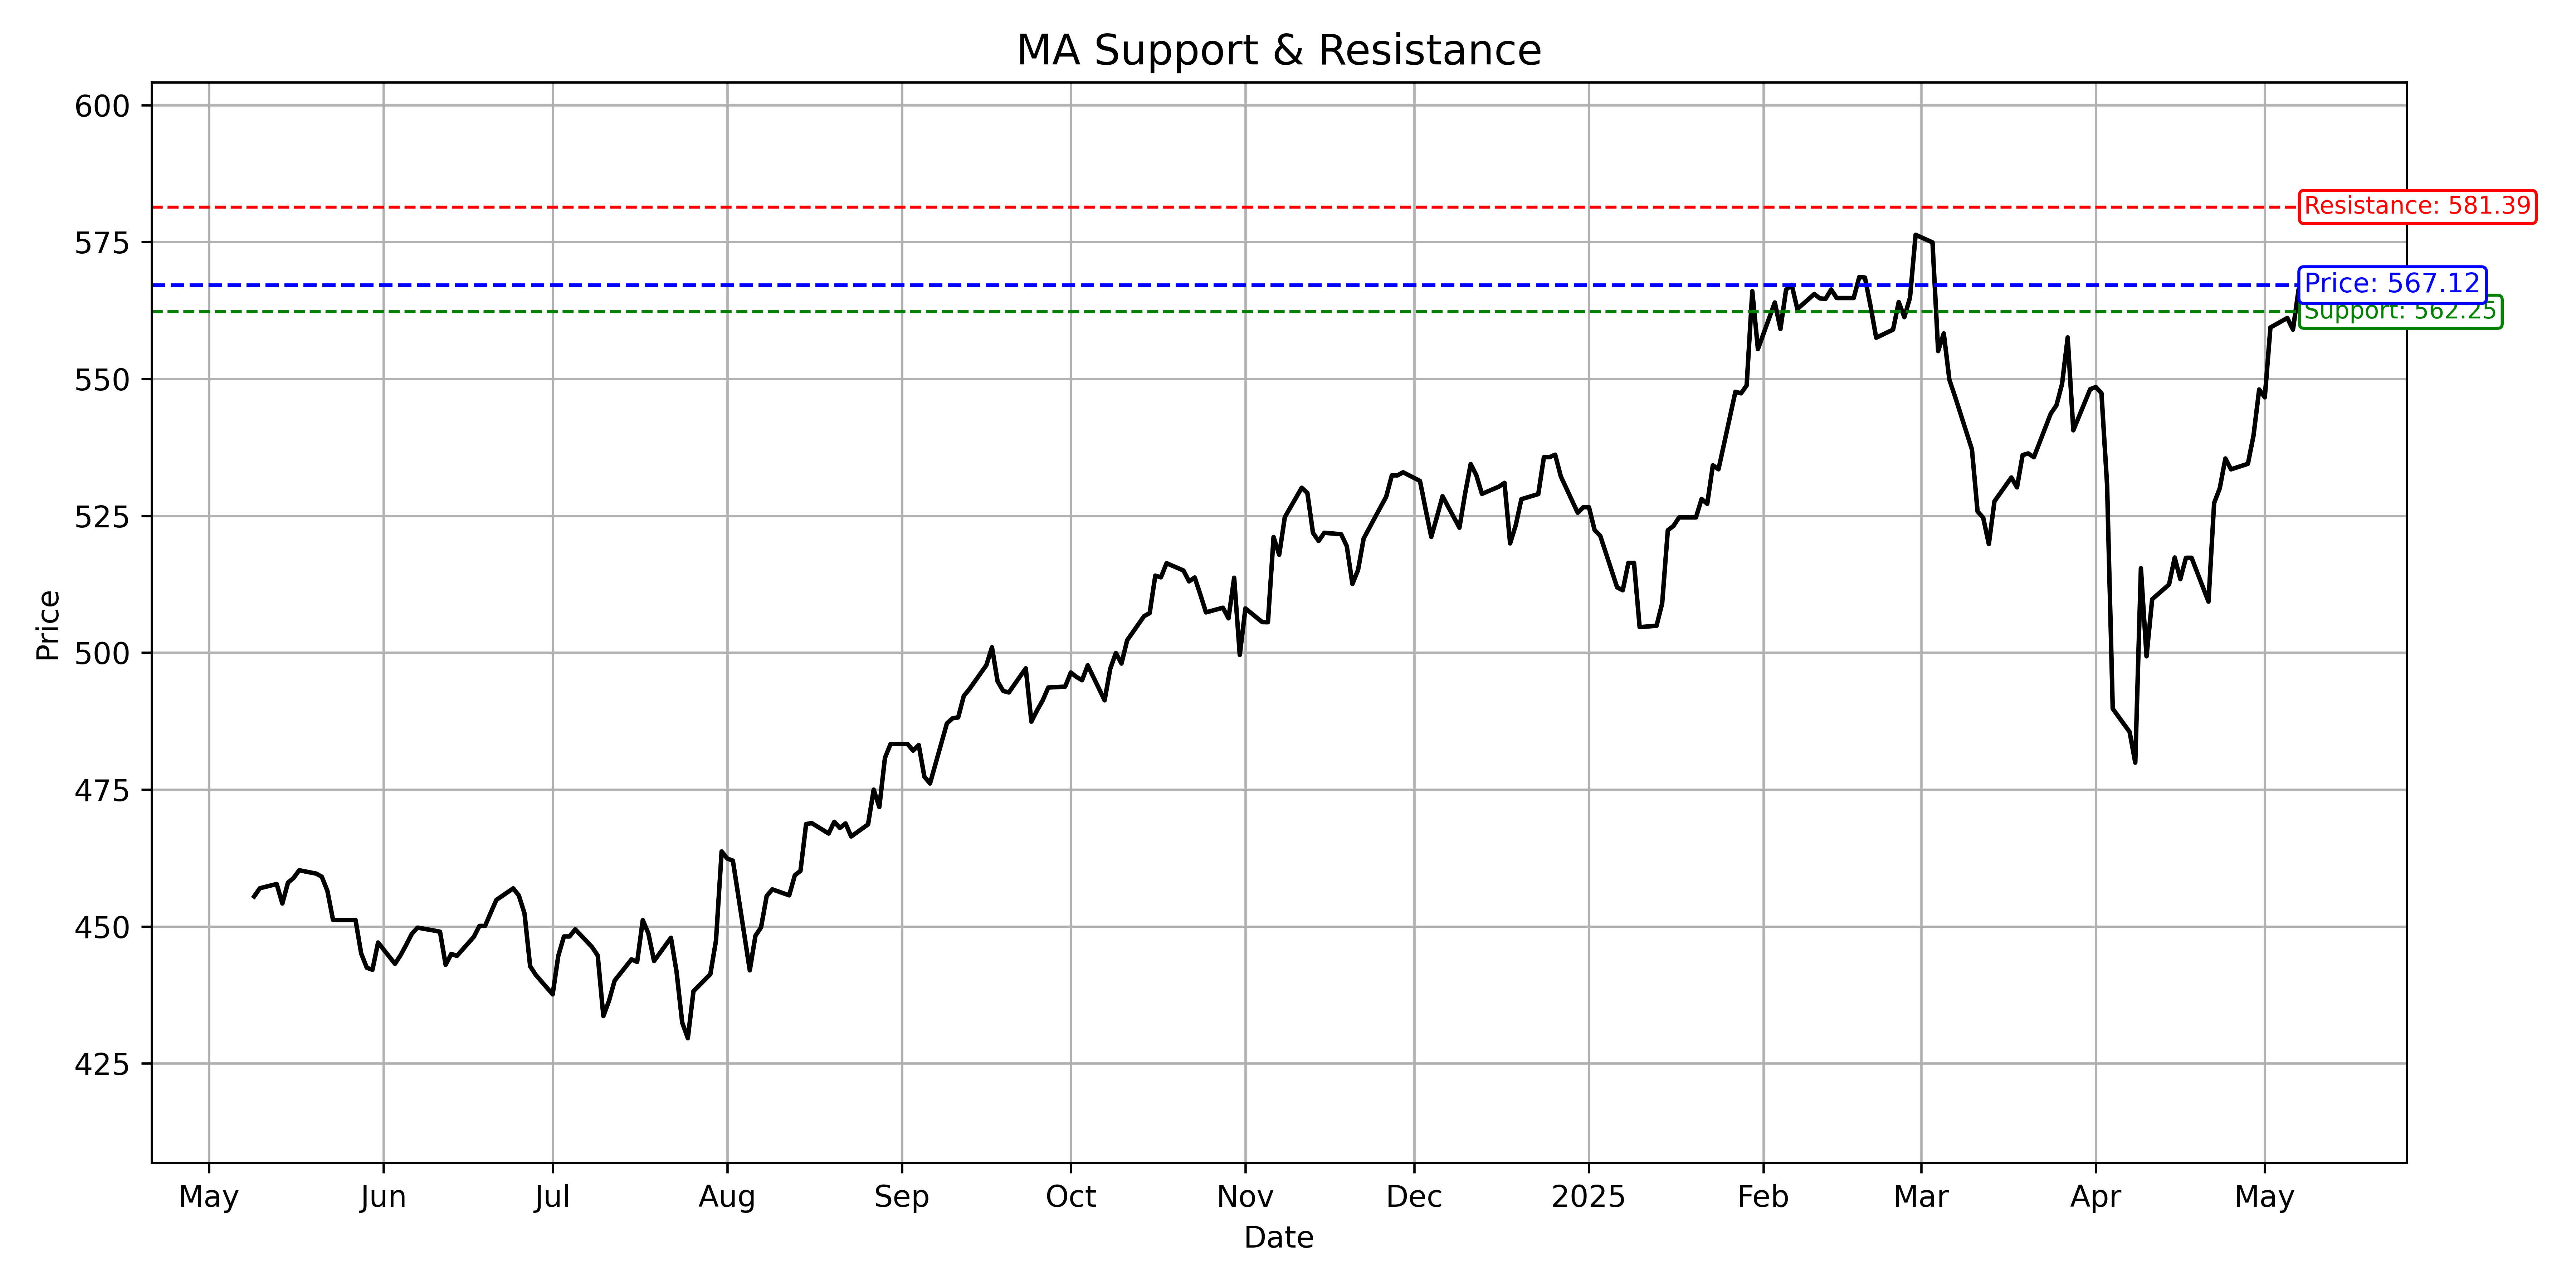 MA Support & Resistance
600
575
550
525
500
475
450
425
Price
Resistance: 581.39
Price: 567.12
Support: 562.25
May Jun Jul Aug Sep Oct Nov Dec 2025 Feb Mar Apr May
Date